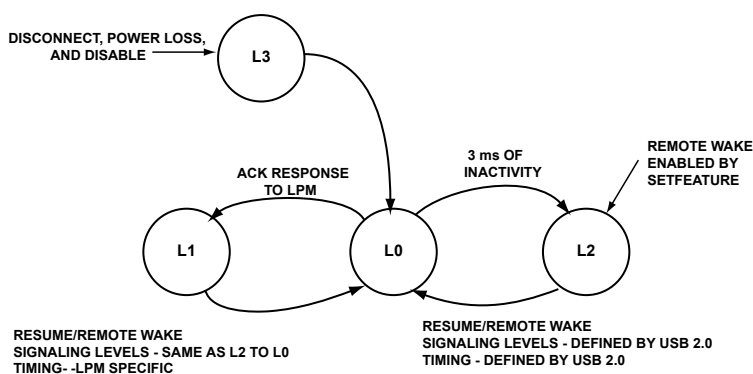 DISCONNECT, POWER LOSS,
AND DISABLE
L3
ACK RESPONSE
TO LPM
3 ms OF
INACTIVITY
REMOTE WAKE
ENABLED BY
SETFEATURE
L1
L0
L2
RESUME/REMOTE WAKE
SIGNALING LEVELS - SAME AS L2 TO L0
TIMING- -LPM SPECIFIC
RESUME/REMOTE WAKE
SIGNALING LEVELS - DEFINED BY USB 2.0
TIMING - DEFINED BY USB 2.0